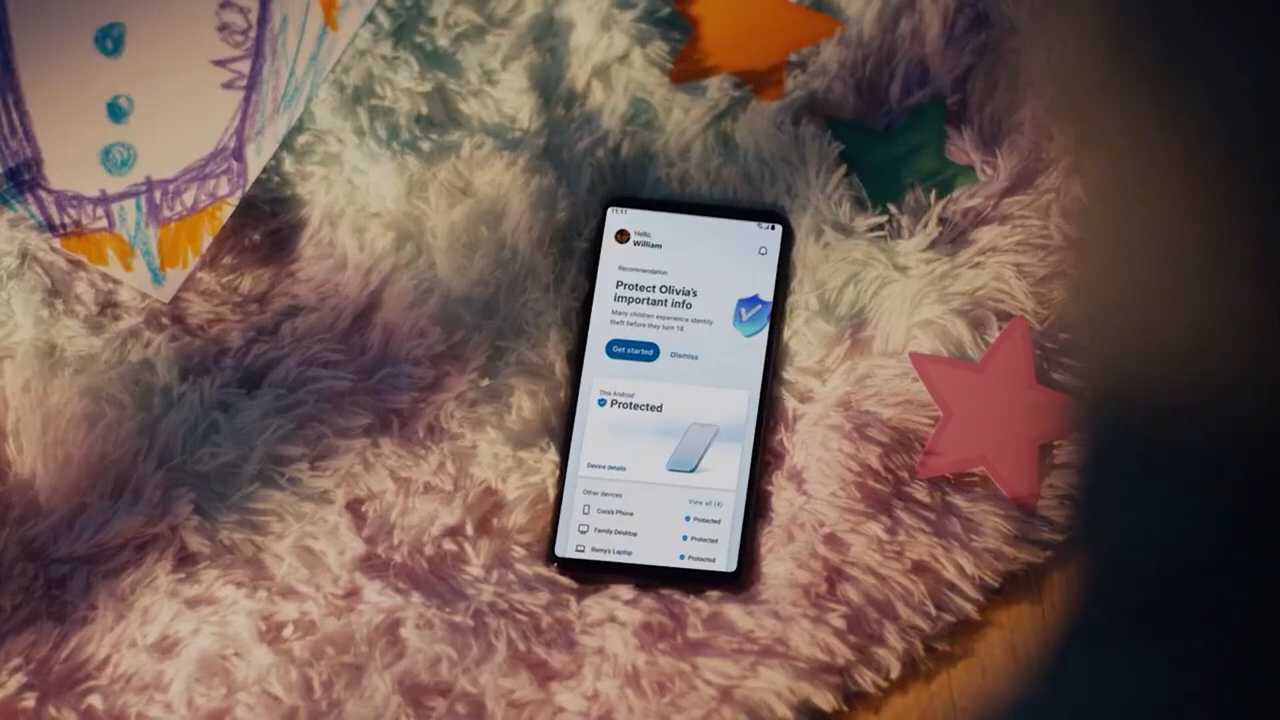 11:11
Hello,
William
Recommendation
Protect Olivia's
important info
Many children experience identity
theft before they turn 18.
Get started Dismiss
This Android
Protected
Device details
Other devices View all (4)
Cora's Phone Protected
Family Desktop Protected
Remy's Laptop Protected